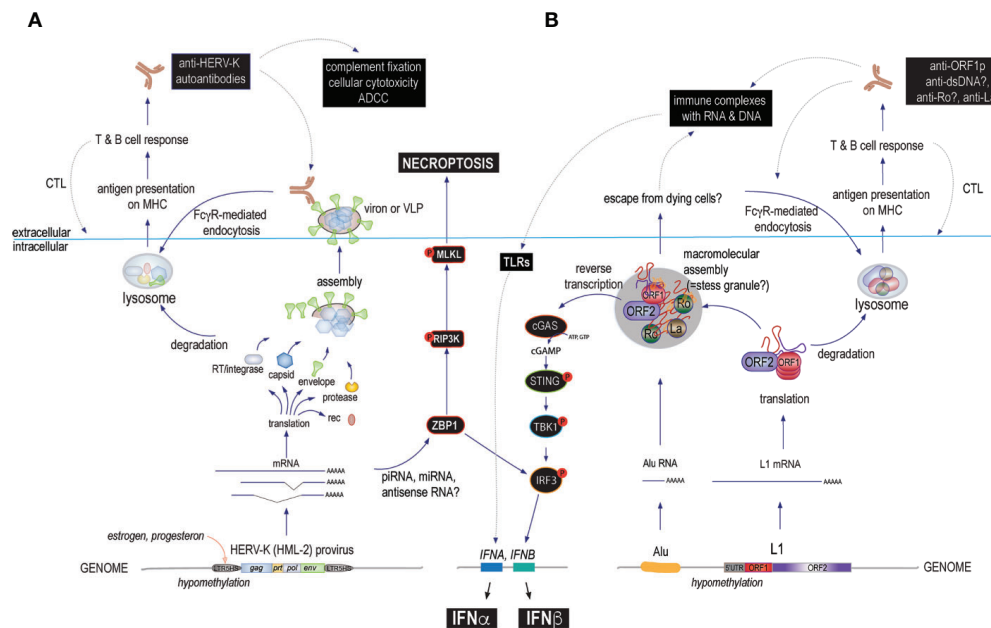 A
B
anti-HERV-K
autoantibodies
complement fixation
cellular cytotoxicity
ADCC
T & B cell response
CTL
antigen presentation
on MHC
FcγR-mediated
endocytosis
extracellular
intracellular
viron or VLP
lysosome
assembly
degradation
RT/integrase
capsid
envelope
protease
translation
rec
mRNA
AAAAA
AAAAA
AAAAA
estrogen, progesteron
HERV-K (HML-2) provirus
GENOME
LTR5HS
gag
prt
pol
env
LTR5HS
hypomethylation
NECROPTOSIS
P
MLKL
P
RIP3K
ZBP1
piRNA, miRNA,
antisense RNA?
TLRs
reverse
transcription
cGAS
ATP, GTP
cGAMP
STING
P
TBK1
P
IRF3
P
IFNA, IFNB
IFNα
IFNβ
immune complexes
with RNA & DNA
anti-ORF1p
anti-dsDNA?,
anti-Ro?, anti-La
T & B cell response
CTL
antigen presentation
on MHC
escape from dying cells?
FcγR-mediated
endocytosis
macromolecular
assembly
(=stess granule?)
lysosome
ORF1
ORF2
Ro
Ro
La
ORF2
ORF1
degradation
translation
Alu RNA
AAAAA
L1 mRNA
AAAAA
Alu
L1
5'UTR
ORF1
ORF2
GENOME
hypomethylation